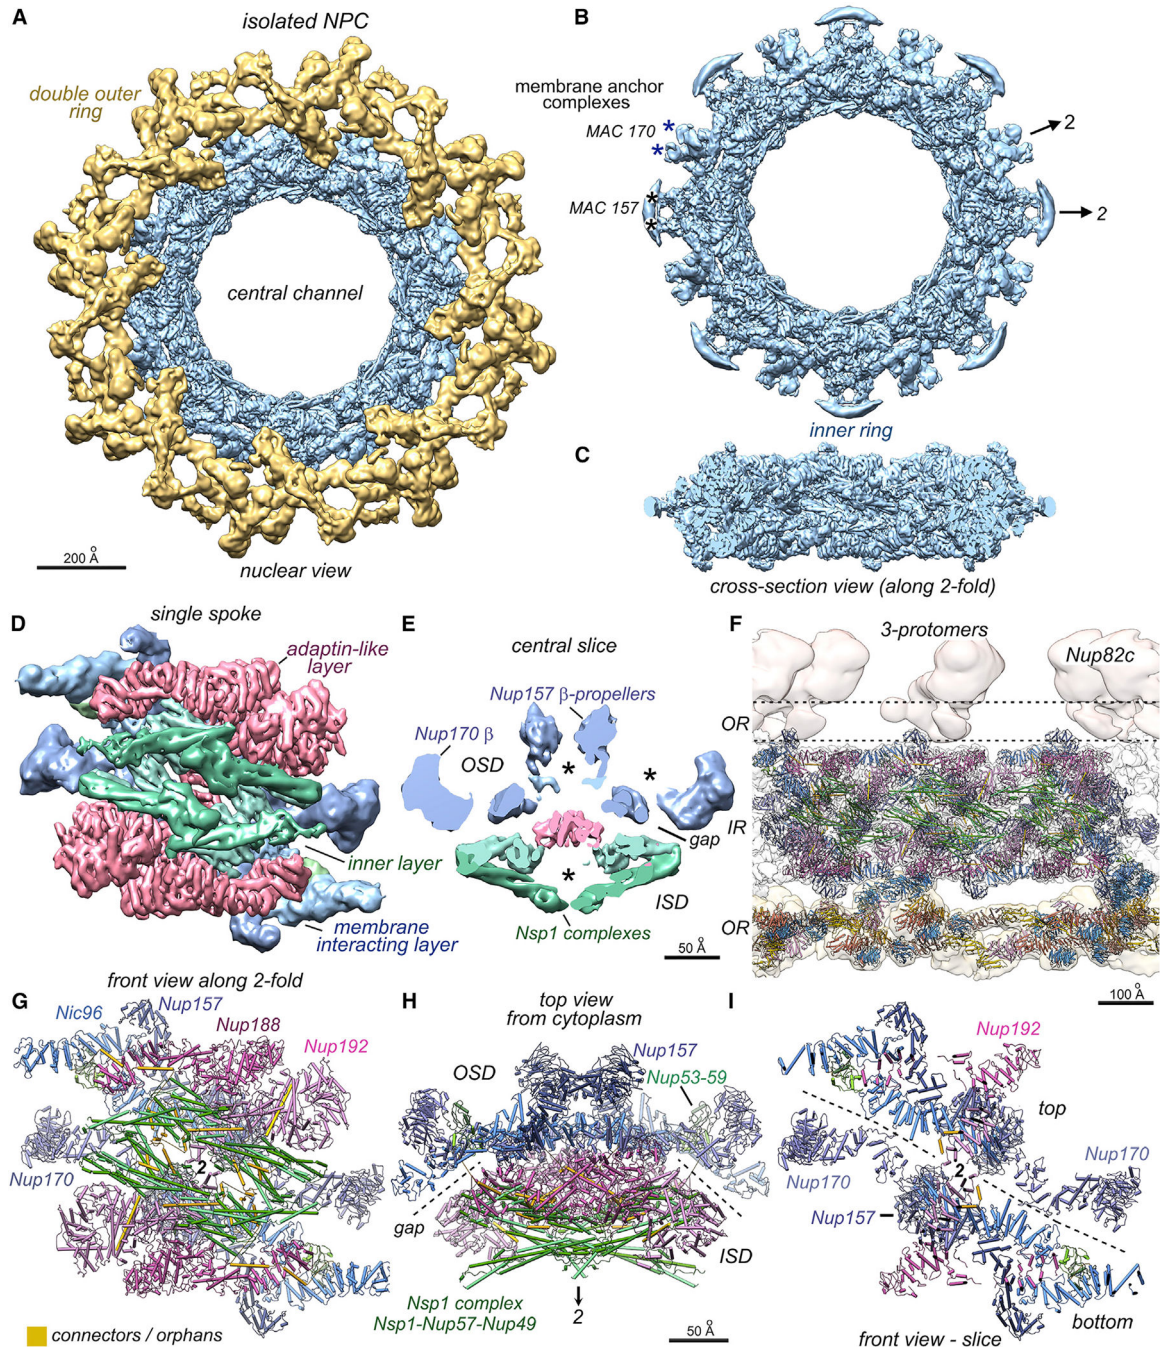 A
isolated NPC
double outer
ring
central channel
200 Å
nuclear view
B
membrane anchor
complexes
MAC 170
*
*
MAC 157
*
*
2
2
inner ring
C
cross-section view (along 2-fold)
D
single spoke
adaptin-like
layer
inner layer
membrane
interacting layer
E
central slice
Nup157 β-propellers
Nup170 β
OSD
*
*
gap
*
ISD
Nsp1 complexes
50 Å
F
3-protomers
Nup82c
OR
IR
OR
100 Å
front view along 2-fold
G
Nup157
Nic96
Nup188
Nup192
2
Nup170
connectors / orphans
H
top view
from cytoplasm
Nup157
OSD
Nup53-59
gap
ISD
Nsp1 complex
Nsp1-Nup57-Nup49
2
50 Å
I
Nup192
top
2
Nup170
Nup170
Nup157
bottom
front view - slice